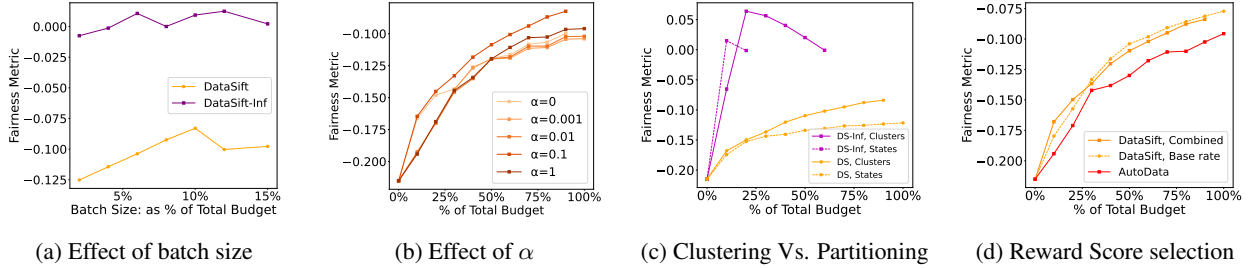 Fairness Metric
0.000
−0.025
−0.050
−0.075
−0.100
−0.125
DataSift
DataSift-Inf
5%
10%
15%
Batch Size: as % of Total Budget
(a) Effect of batch size
Fairness Metric
−0.100
−0.125
−0.150
−0.175
−0.200
α=0
α=0.001
α=0.01
α=0.1
α=1
0%
25%
50%
75%
100%
% of Total Budget
(b) Effect of α
Fairness Metric
0.05
0.00
−0.05
−0.10
−0.15
−0.20
DS-Inf, Clusters
DS-Inf, States
DS, Clusters
DS, States
0%
25%
50%
75%
100%
% of Total Budget
(c) Clustering Vs. Partitioning
Fairness Metric
−0.075
−0.100
−0.125
−0.150
−0.175
−0.200
DataSift, Combined
DataSift, Base rate
AutoData
0%
25%
50%
75%
100%
% of Total Budget
(d) Reward Score selection